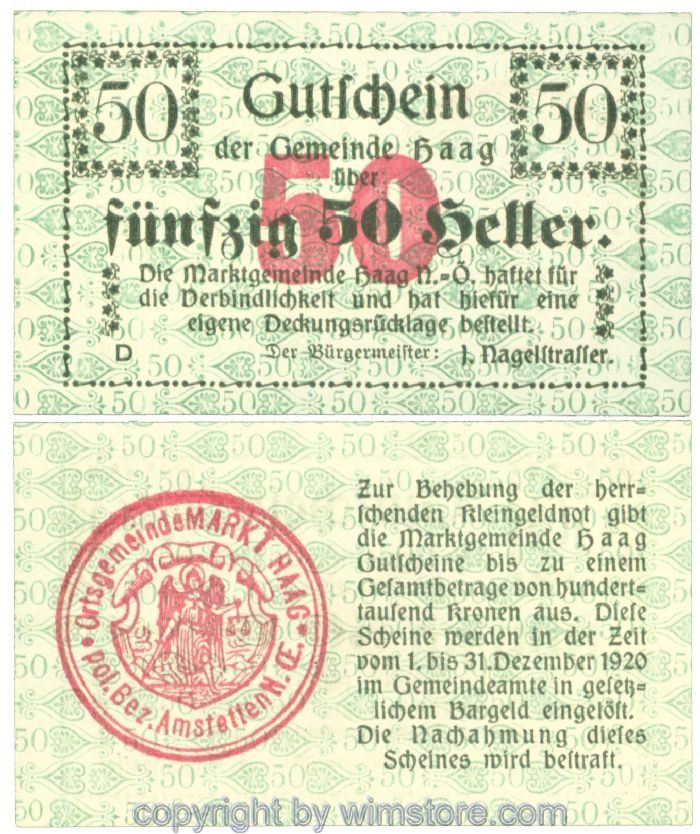 50 Gutſchein 50
der Gemeinde Haag
über
50
fünfzig 50 Heller.
Die Marktgemeinde Haag N.-Ö. haftet für
die Verbindlichkeit und hat hiefür eine
eigene Deckungsrücklage beſtellt.
D Der Bürgermeiſter: J. Nagelſtraſſer.
Ortsgemeinde MARKT HAAG
pol. Bez. Amstetten N. Œ.
Zur Behebung der herr=
ſchenden Kleingeldnot gibt
die Marktgemeinde Haag
Gutſcheine bis zu einem
Geſamtbetrage von hundert=
tauſend Kronen aus. Dieſe
Scheine werden in der Zeit
vom 1. bis 31. Dezember 1920
im Gemeindeamte in geſetz=
lichem Bargeld eingelöſt.
Die Nachahmung dieſes
Scheines wird beſtraft.
copyright by wimstore.com